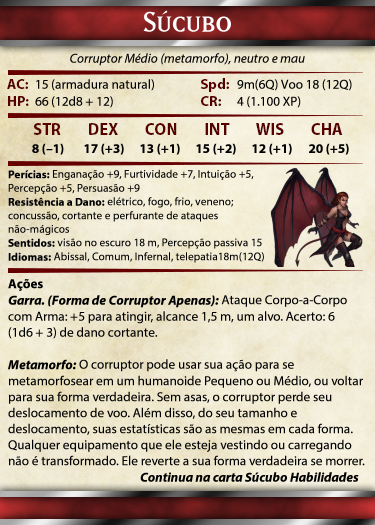 Súcubo
Corruptor Médio (metamorfo), neutro e mau
AC: 15 (armadura natural) Spd: 9m(6Q) Voo 18 (12Q)
HP: 66 (12d8 + 12) CR: 4 (1.100 XP)
STR DEX CON INT WIS CHA
8 (–1) 17 (+3) 13 (+1) 15 (+2) 12 (+1) 20 (+5)
Perícias: Enganação +9, Furtividade +7, Intuição +5,
Percepção +5, Persuasão +9
Resistência a Dano: elétrico, fogo, frio, veneno;
concussão, cortante e perfurante de ataques
não-mágicos
Sentidos: visão no escuro 18 m, Percepção passiva 15
Idiomas: Abissal, Comum, Infernal, telepatia18m(12Q)
Ações
Garra. (Forma de Corruptor Apenas): Ataque Corpo-a-Corpo
com Arma: +5 para atingir, alcance 1,5 m, um alvo. Acerto: 6
(1d6 + 3) de dano cortante.
Metamorfo: O corruptor pode usar sua ação para se
metamorfosear em um humanoide Pequeno ou Médio, ou voltar
para sua forma verdadeira. Sem asas, o corruptor perde seu
deslocamento de voo. Além disso, do seu tamanho e
deslocamento, suas estatísticas são as mesmas em cada forma.
Qualquer equipamento que ele esteja vestindo ou carregando
não é transformado. Ele reverte a sua forma verdadeira se morrer.
Continua na carta Súcubo Habilidades